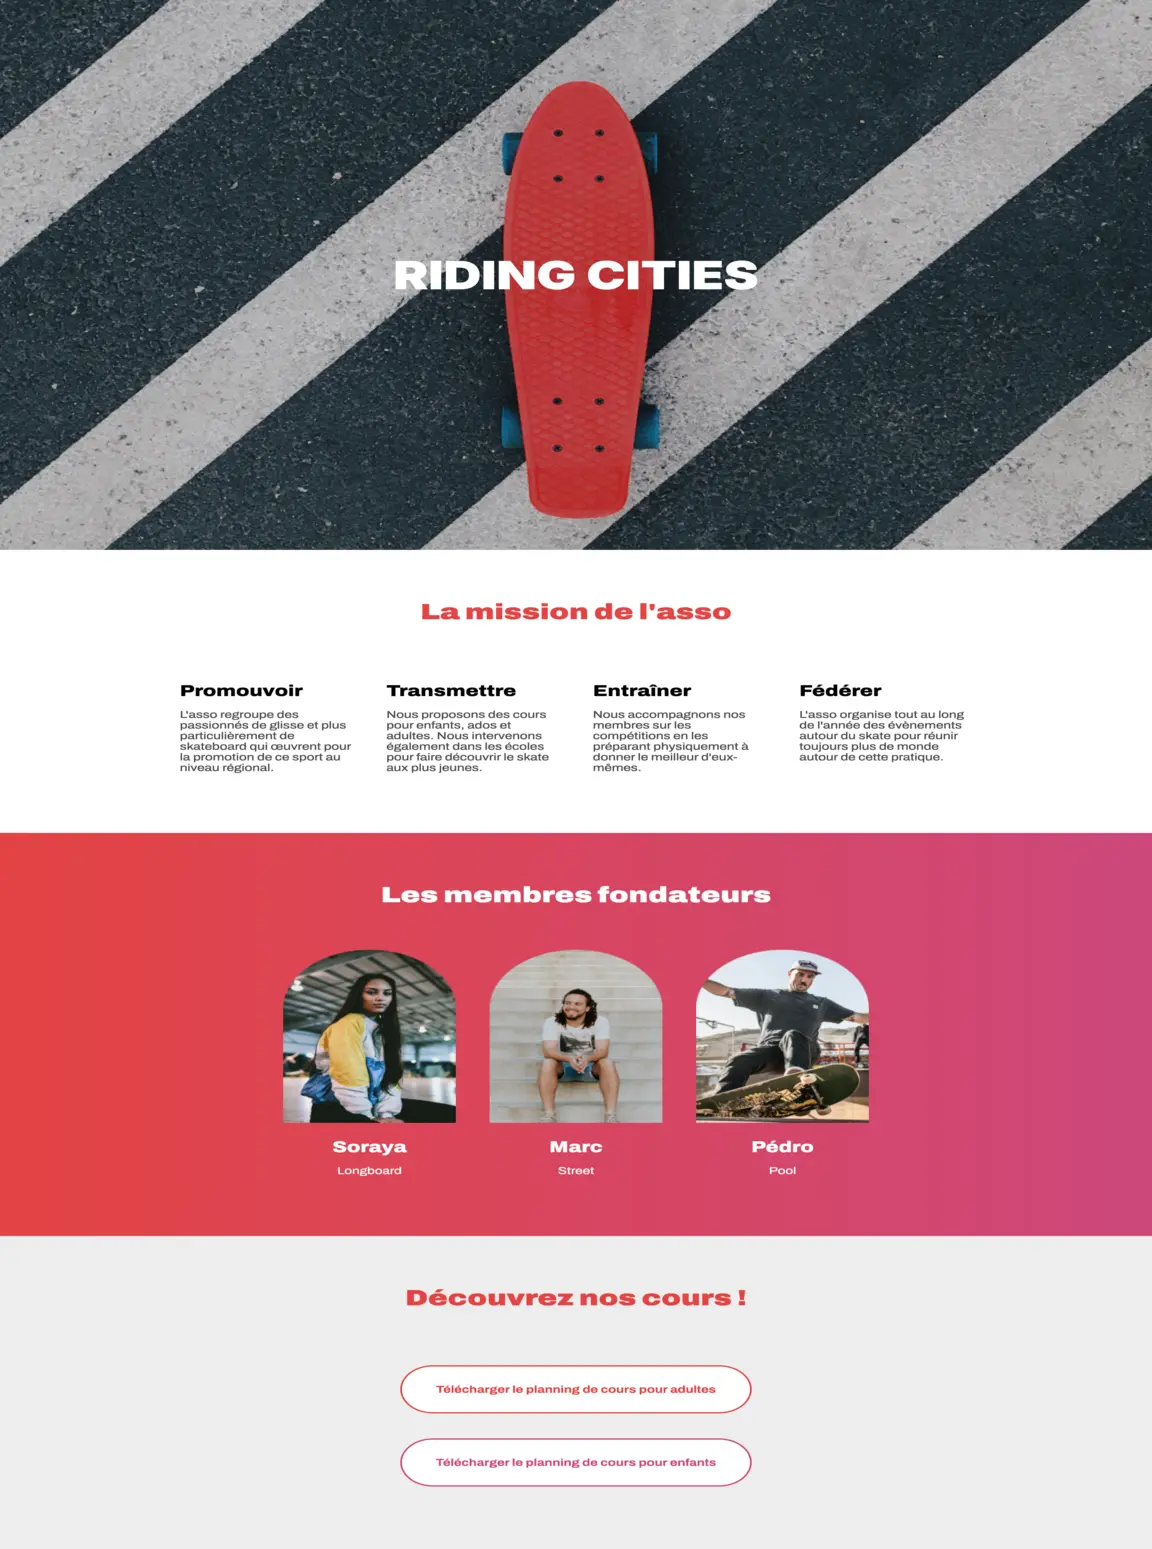 RIDING CITIES
La mission de l'asso
Promouvoir
L'asso regroupe des
passionnés de glisse et plus
particulièrement de
skateboard qui œuvrent pour
la promotion de ce sport au
niveau régional.
Transmettre
Nous proposons des cours
pour enfants, ados et
adultes. Nous intervenons
également dans les écoles
pour faire découvrir le skate
aux plus jeunes.
Entraîner
Nous accompagnons nos
membres sur les
compétitions en les
préparant physiquement à
donner le meilleur d'eux-
mêmes.
Fédérer
L'asso organise tout au long
de l'année des évènements
autour du skate pour réunir
toujours plus de monde
autour de cette pratique.
Les membres fondateurs
Soraya
Longboard
Marc
Street
Pédro
Pool
Découvrez nos cours !
Télécharger le planning de cours pour adultes
Télécharger le planning de cours pour enfants